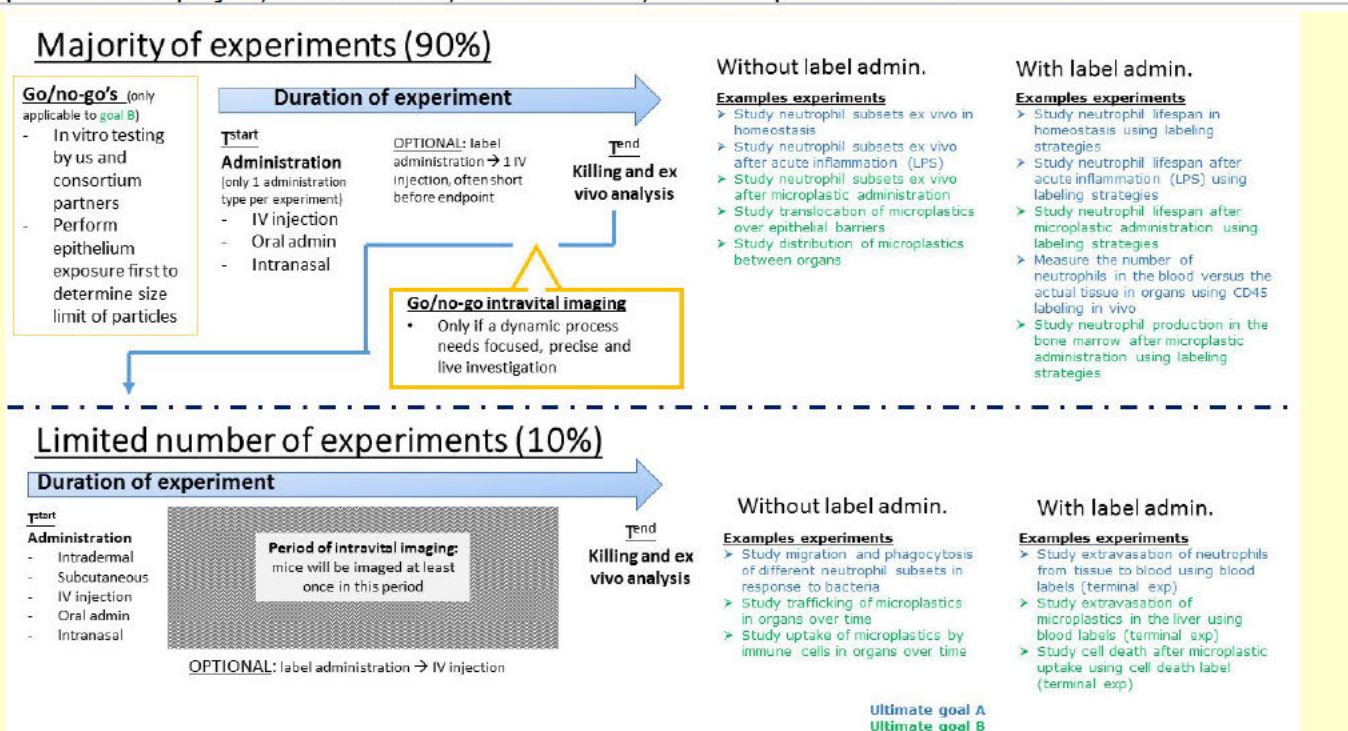 Majority of experiments (90%)
Go/no-go's (only
applicable to goal B)
- In vitro testing
by us and
consortium
partners
- Perform
epithelium
exposure first to
determine size
limit of particles
Duration of experiment
Tstart
Administration
(only 1 administration
type per experiment)
- IV injection
- Oral admin
- Intranasal
OPTIONAL: label
administration → 1 IV
injection, often short
before endpoint
Tend
Killing and ex
vivo analysis
Go/no-go intravital imaging
• Only if a dynamic process
needs focused, precise and
live investigation
Without label admin.
Examples experiments
➤ Study neutrophil subsets ex vivo in
homeostasis
➤ Study neutrophil subsets ex vivo
after acute inflammation (LPS)
➤ Study neutrophil subsets ex vivo
after microplastic administration
➤ Study translocation of microplastics
over epithelial barriers
➤ Study distribution of microplastics
between organs
With label admin.
Examples experiments
➤ Study neutrophil lifespan in
homeostasis using labeling
strategies
➤ Study neutrophil lifespan after
acute inflammation (LPS) using
labeling strategies
➤ Study neutrophil lifespan after
microplastic administration using
labeling strategies
➤ Measure the number of
neutrophils in the blood versus the
actual tissue in organs using CD45
labeling in vivo
➤ Study neutrophil production in the
bone marrow after microplastic
administration using labeling
strategies
Limited number of experiments (10%)
Duration of experiment
Tstart
Administration
- Intradermal
- Subcutaneous
- IV injection
- Oral admin
- Intranasal
Period of intravital imaging:
mice will be imaged at least
once in this period
OPTIONAL: label administration → IV injection
Tend
Killing and ex
vivo analysis
Without label admin.
Examples experiments
➤ Study migration and phagocytosis
of different neutrophil subsets in
response to bacteria
➤ Study trafficking of microplastics
in organs over time
➤ Study uptake of microplastics by
immune cells in organs over time
With label admin.
Examples experiments
➤ Study extravasation of neutrophils
from tissue to blood using blood
labels (terminal exp)
➤ Study extravasation of
microplastics in the liver using
blood labels (terminal exp)
➤ Study cell death after microplastic
uptake using cell death label
(terminal exp)
Ultimate goal A
Ultimate goal B